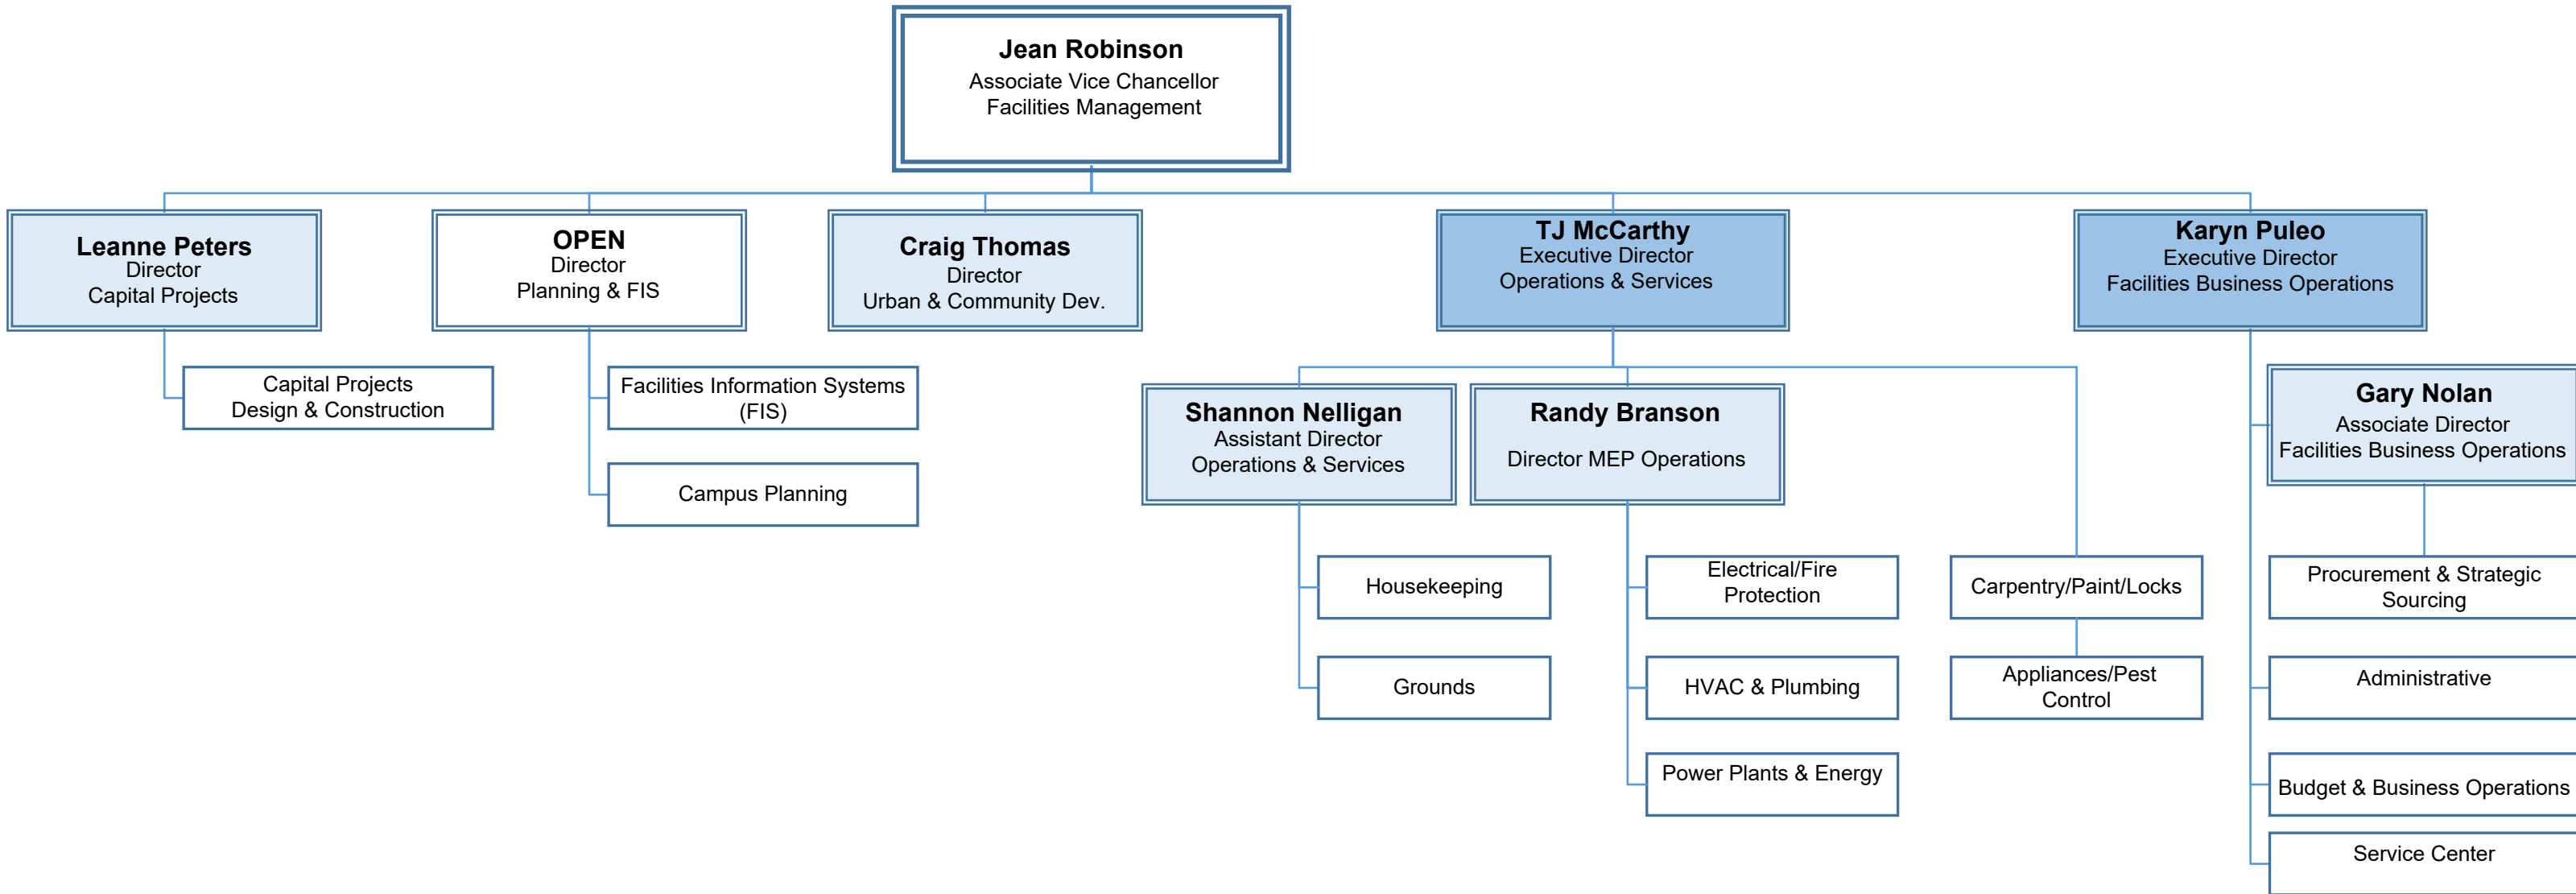 Jean Robinson
Associate Vice Chancellor
Facilities Management
Leanne Peters
Director
Capital Projects
OPEN
Director
Planning & FIS
Craig Thomas
Director
Urban & Community Dev.
TJ McCarthy
Executive Director
Operations & Services
Karyn Puleo
Executive Director
Facilities Business Operations
Capital Projects
Design & Construction
Facilities Information Systems
(FIS)
Campus Planning
Shannon Nelligan
Assistant Director
Operations & Services
Randy Branson
Director MEP Operations
Gary Nolan
Associate Director
Facilities Business Operations
Housekeeping
Grounds
Electrical/Fire
Protection
HVAC & Plumbing
Power Plants & Energy
Carpentry/Paint/Locks
Appliances/Pest
Control
Procurement & Strategic
Sourcing
Administrative
Budget & Business Operations
Service Center